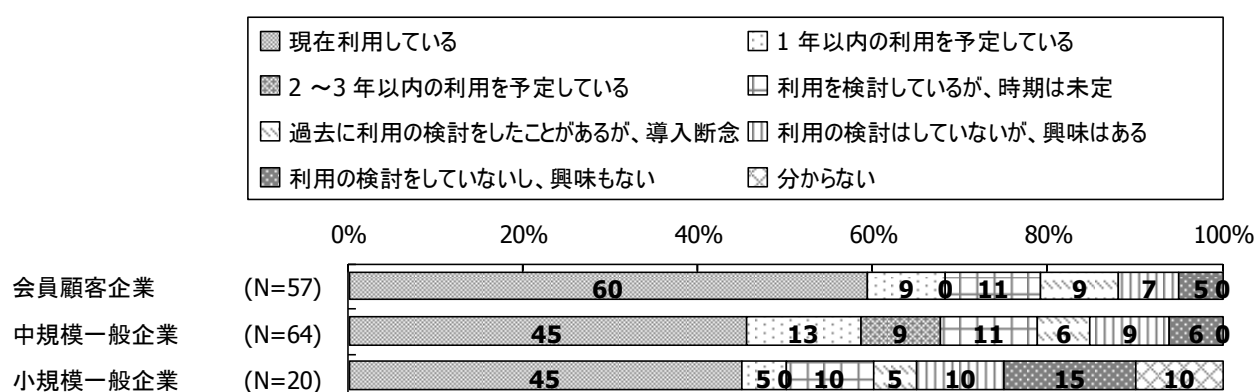 現在利用している 1 年以内の利用を予定している
2 ～3 年以内の利用を予定している 利用を検討しているが、時期は未定
過去に利用の検討をしたことがあるが、導入断念 利用の検討はしていないが、興味はある
利用の検討をしていないし、興味もない 分からない
0% 20% 40% 60% 80% 100%
会員顧客企業 (N=57) 60 9 0 11 9 7 5 0
中規模一般企業 (N=64) 45 13 9 11 6 9 6 0
小規模一般企業 (N=20) 45 5 0 10 5 10 15 10